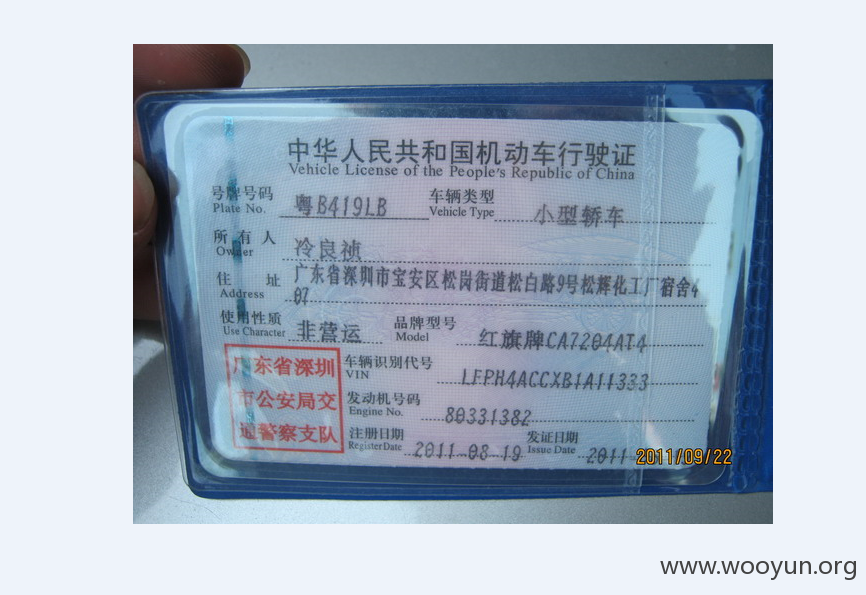 中华人民共和国机动车行驶证
Vehicle License of the People's Republic of China
号牌号码 粤B419LB 车辆类型 小型轿车
Plate No. Vehicle Type
所有人 冷良祯
Owner
住址 广东省深圳市宝安区松岗街道松白路9号松辉化工厂宿舍4
Address 07
使用性质 非营运 品牌型号 红旗牌CA7204AT4
Use Character Model
广东省深圳
市公安局交
通警察支队
车辆识别代号 LFPH4ACCXB1A11333
VIN
发动机号码 80331382
Engine No.
注册日期 2011-08-19 发证日期 2011
Register Date Issue Date
2011/09/22
www.wooyun.org